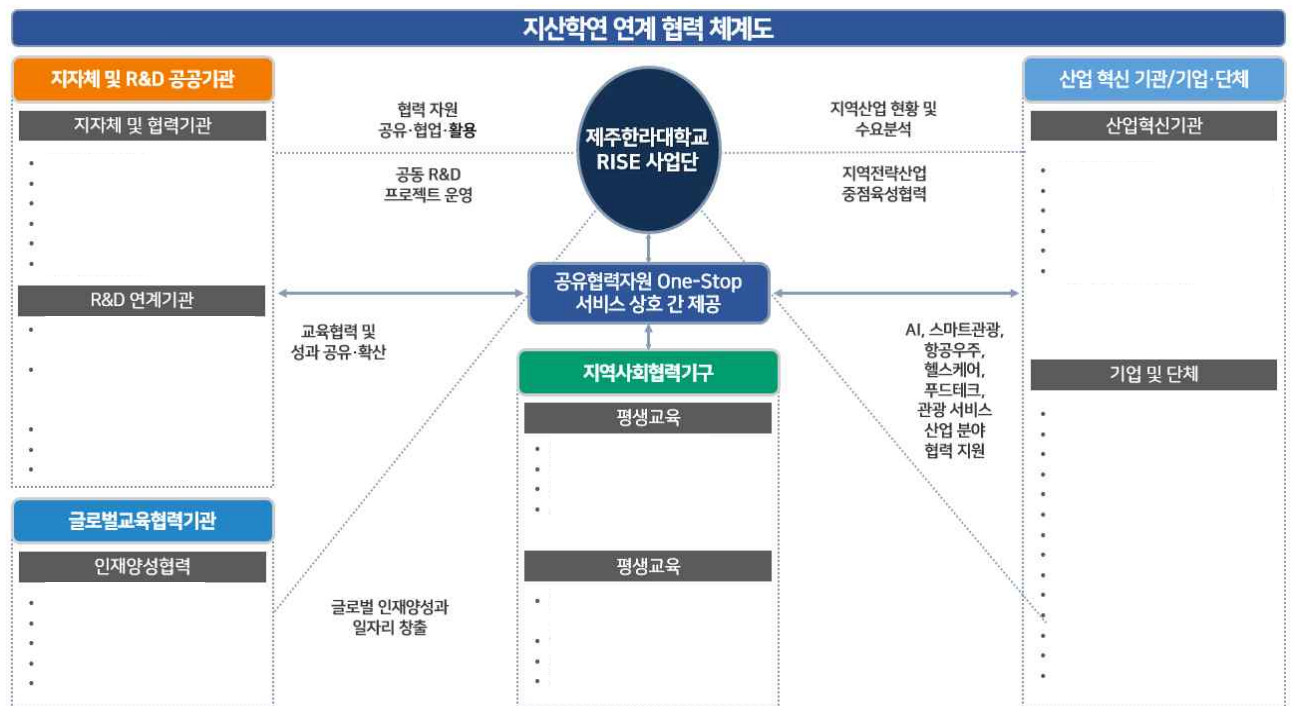 지산학연 연계 협력 체계도
지자체 및 R&D 공공기관
지자체 및 협력기관
R&D 연계기관
글로벌교육협력기관
인재양성협력
협력 자원
공유·협업·활용
공동 R&D
프로젝트 운영
교육협력 및
성과 공유·확산
글로벌 인재양성과
일자리 창출
제주한라대학교
RISE 사업단
공유협력자원 One-Stop
서비스 상호 간 제공
지역사회협력기구
평생교육
평생교육
지역산업 현황 및
수요분석
지역전략산업
중점육성협력
AI, 스마트관광,
항공우주,
헬스케어,
푸드테크,
관광 서비스
산업 분야
협력 지원
산업 혁신 기관/기업·단체
산업혁신기관
기업 및 단체